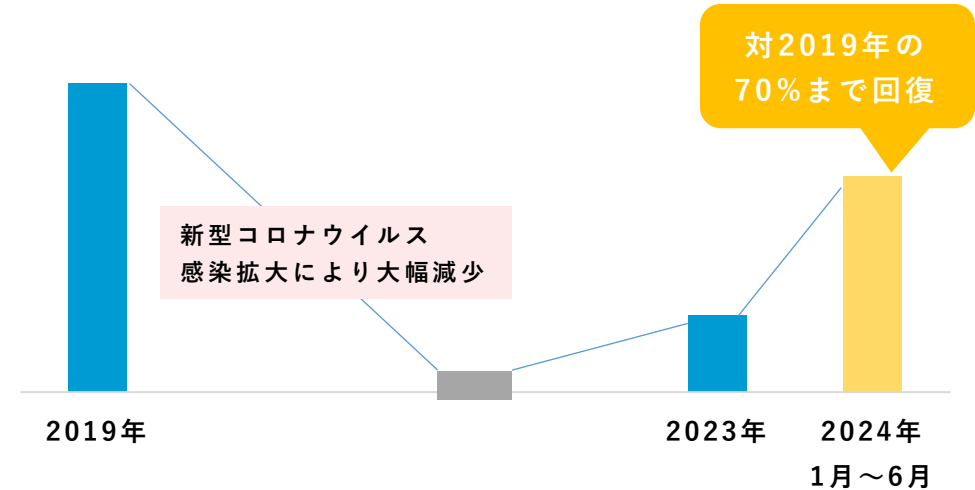 対2019年の
70%まで回復
新型コロナウイルス
感染拡大により大幅減少
2019年
2023年
2024年
1月～6月